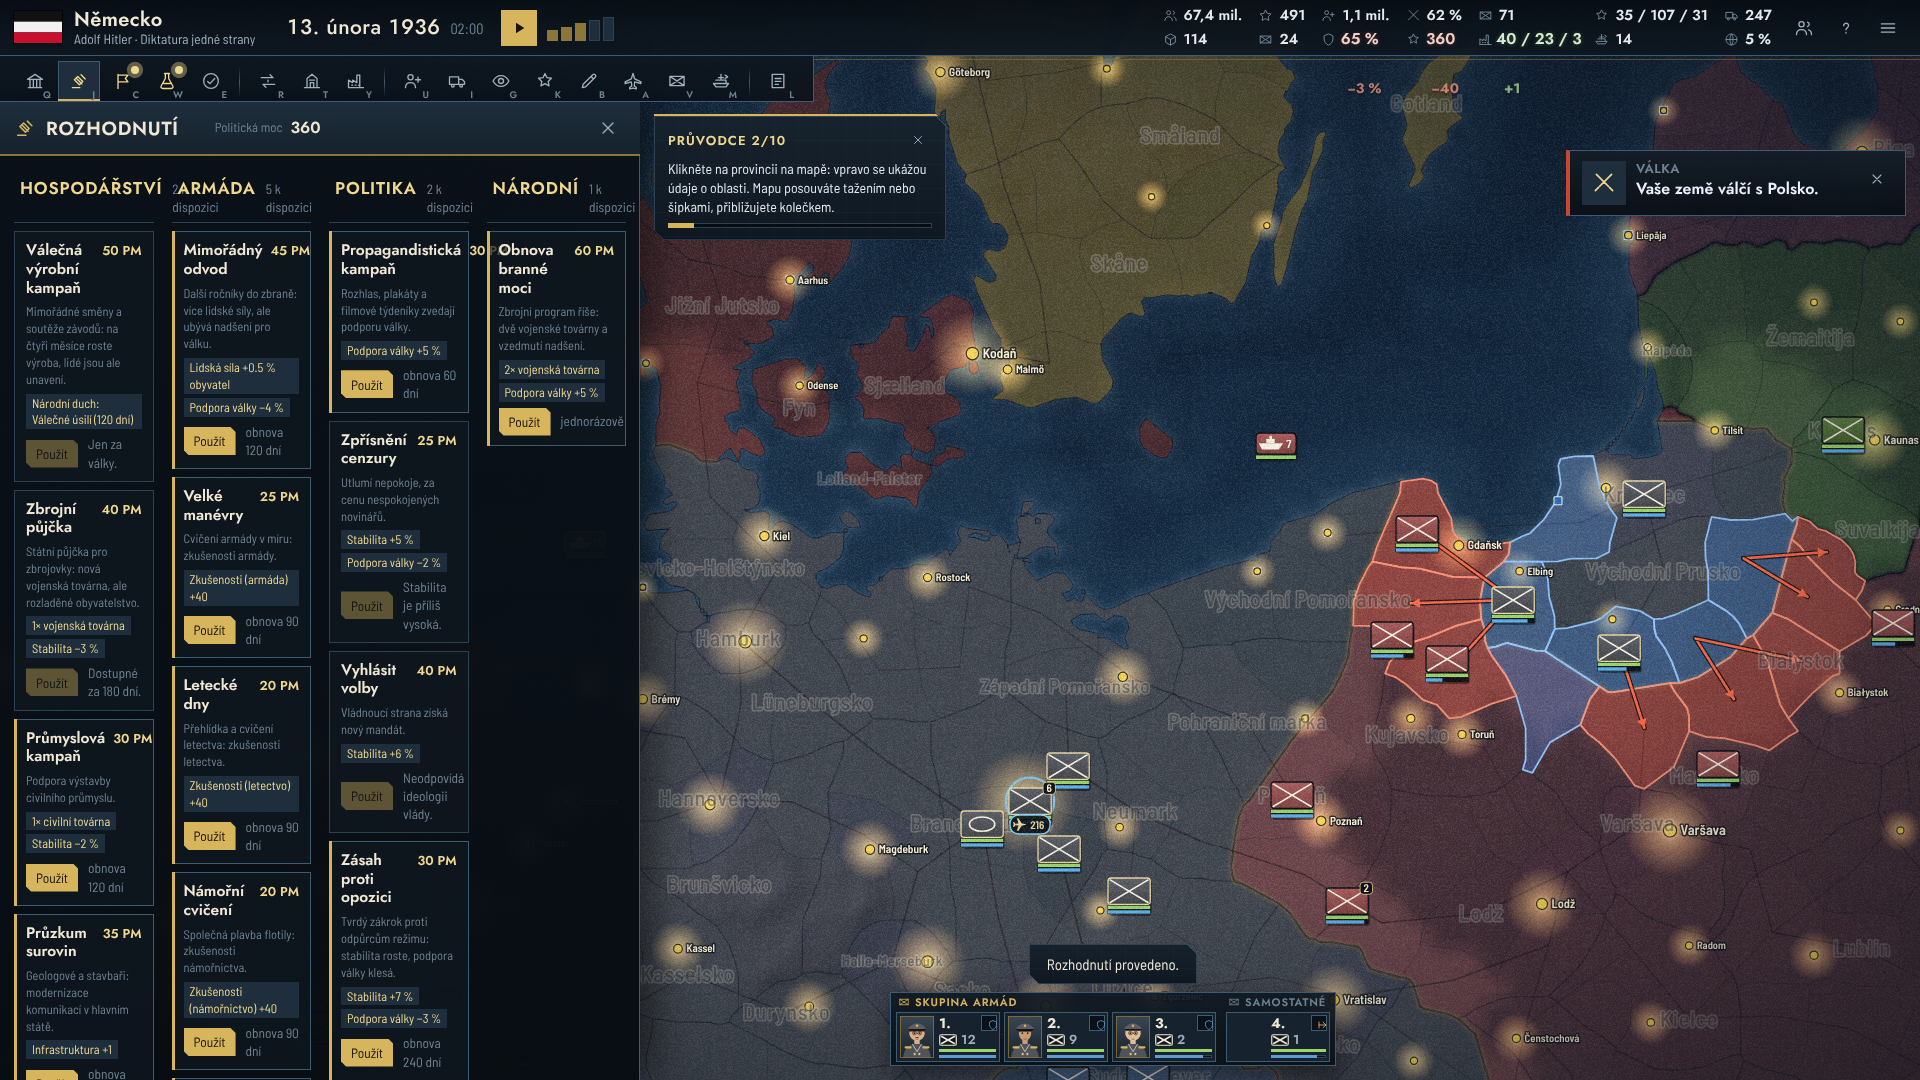 Německo
Adolf Hitler · Diktatura jedné strany
13. února 1936 02:00
67,4 mil.
491
1,1 mil.
62 %
71
35 / 107 / 31
247
114
24
65 %
360
40 / 23 / 3
14
5 %
?
Q
I
C
W
E
R
T
Y
U
I
G
K
B
A
V
M
L
−3 %
−40
+1
ROZHODNUTÍ
Politická moc 360
PRŮVODCE 2/10
Klikněte na provincii na mapě: vpravo se ukážou
údaje o oblasti. Mapu posouváte tažením nebo
šipkami, přibližujete kolečkem.
VÁLKA
Vaše země válčí s Polsko.
HOSPODÁŘSTVÍ
dispozici
Válečná
výrobní
kampaň
50 PM
Mimořádné směny a
soutěže závodů: na
čtyři měsíce roste
výroba, lidé jsou ale
unavení.
Národní duch:
Válečné úsilí (120 dní)
Použít
Jen za
války.
Zbrojní
půjčka
40 PM
Státní půjčka pro
zbrojovky: nová
vojenská továrna, ale
rozladěné obyvatelstvo.
1× vojenská továrna
Stabilita −3 %
Použít
Dostupné
za 180 dní.
Průmyslová
kampaň
30 PM
Podpora výstavby
civilního průmyslu.
1× civilní továrna
Stabilita −2 %
Použít
obnova
120 dní
Průzkum
surovin
35 PM
Geologové a stavbaři:
modernizace
komunikací v hlavním
státě.
Infrastruktura +1
obnova
ARMÁDA
5 k
dispozici
Mimořádný
odvod
45 PM
Další ročníky do zbraně:
více lidské síly, ale
ubývá nadšení pro
válku.
Lidská síla +0.5 %
obyvatel
Podpora války −4 %
Použít
obnova
120 dní
Velké
manévry
25 PM
Cvičení armády v míru:
zkušenosti armády.
Zkušenosti (armáda)
+40
Použít
obnova 90
dní
Letecké
dny
20 PM
Přehlídka a cvičení
letectva: zkušenosti
letectva.
Zkušenosti (letectvo)
+40
Použít
obnova 90
dní
Námořní
cvičení
20 PM
Společná plavba flotily:
zkušenosti
námořnictva.
Zkušenosti
(námořnictvo) +40
Použít
obnova 90
dní
POLITIKA
2 k
dispozici
Propagandistická
kampaň
30
Rozhlas, plakáty a
filmové týdeníky zvedají
podporu války.
Podpora války +5 %
Použít
obnova 60
dní
Zpřísnění
cenzury
25 PM
Utlumí nepokoje, za
cenu nespokojených
novinářů.
Stabilita +5 %
Podpora války −2 %
Použít
Stabilita
je příliš
vysoká.
Vyhlásit
volby
40 PM
Vládnoucí strana získá
nový mandát.
Stabilita +6 %
Použít
Neodpovídá
ideologii
vlády.
Zásah
proti
opozici
30 PM
Tvrdý zákrok proti
odpůrcům režimu:
stabilita roste, podpora
války klesá.
Stabilita +7 %
Podpora války −3 %
Použít
obnova
240 dní
NÁRODNÍ
1 k
dispozici
Obnova
branné
moci
60 PM
Zbrojní program říše:
dvě vojenské továrny a
vzedmutí nadšení.
2× vojenská továrna
Podpora války +5 %
Použít
jednorázově
Göteborg
Gotland
Småland
Riga
Liepāja
Skåne
Aarhus
Jižní Jutsko
Kodaň
Malmö
Klaipėda
Žemaitija
Odense
Sjælland
Fyn
Tilsit
Kaunas
7
Lolland-Falster
Kiel
Gdaňsk
Suvalkija
Rostock
Elbing
Východní Prusko
Východní Pomořansko
Hamburk
Białystok
Białystok
Západní Pomořansko
Brémy
Lüneburgsko
Pohraniční marka
Kujavsko
Toruň
6
216
Hannoversko
Neumark
Poznaň
Varšava
Varšava
Magdeburk
Brunšvicko
2
Lodž
Lodž
Kassel
Kasselsko
Halle-Merseburk
Radom
Lublin
Durynsko
Vratislav
Kielce
Čenstochová
Rozhodnutí provedeno.
SKUPINA ARMÁD
SAMOSTATNÉ
1.
12
2.
9
3.
2
4.
1